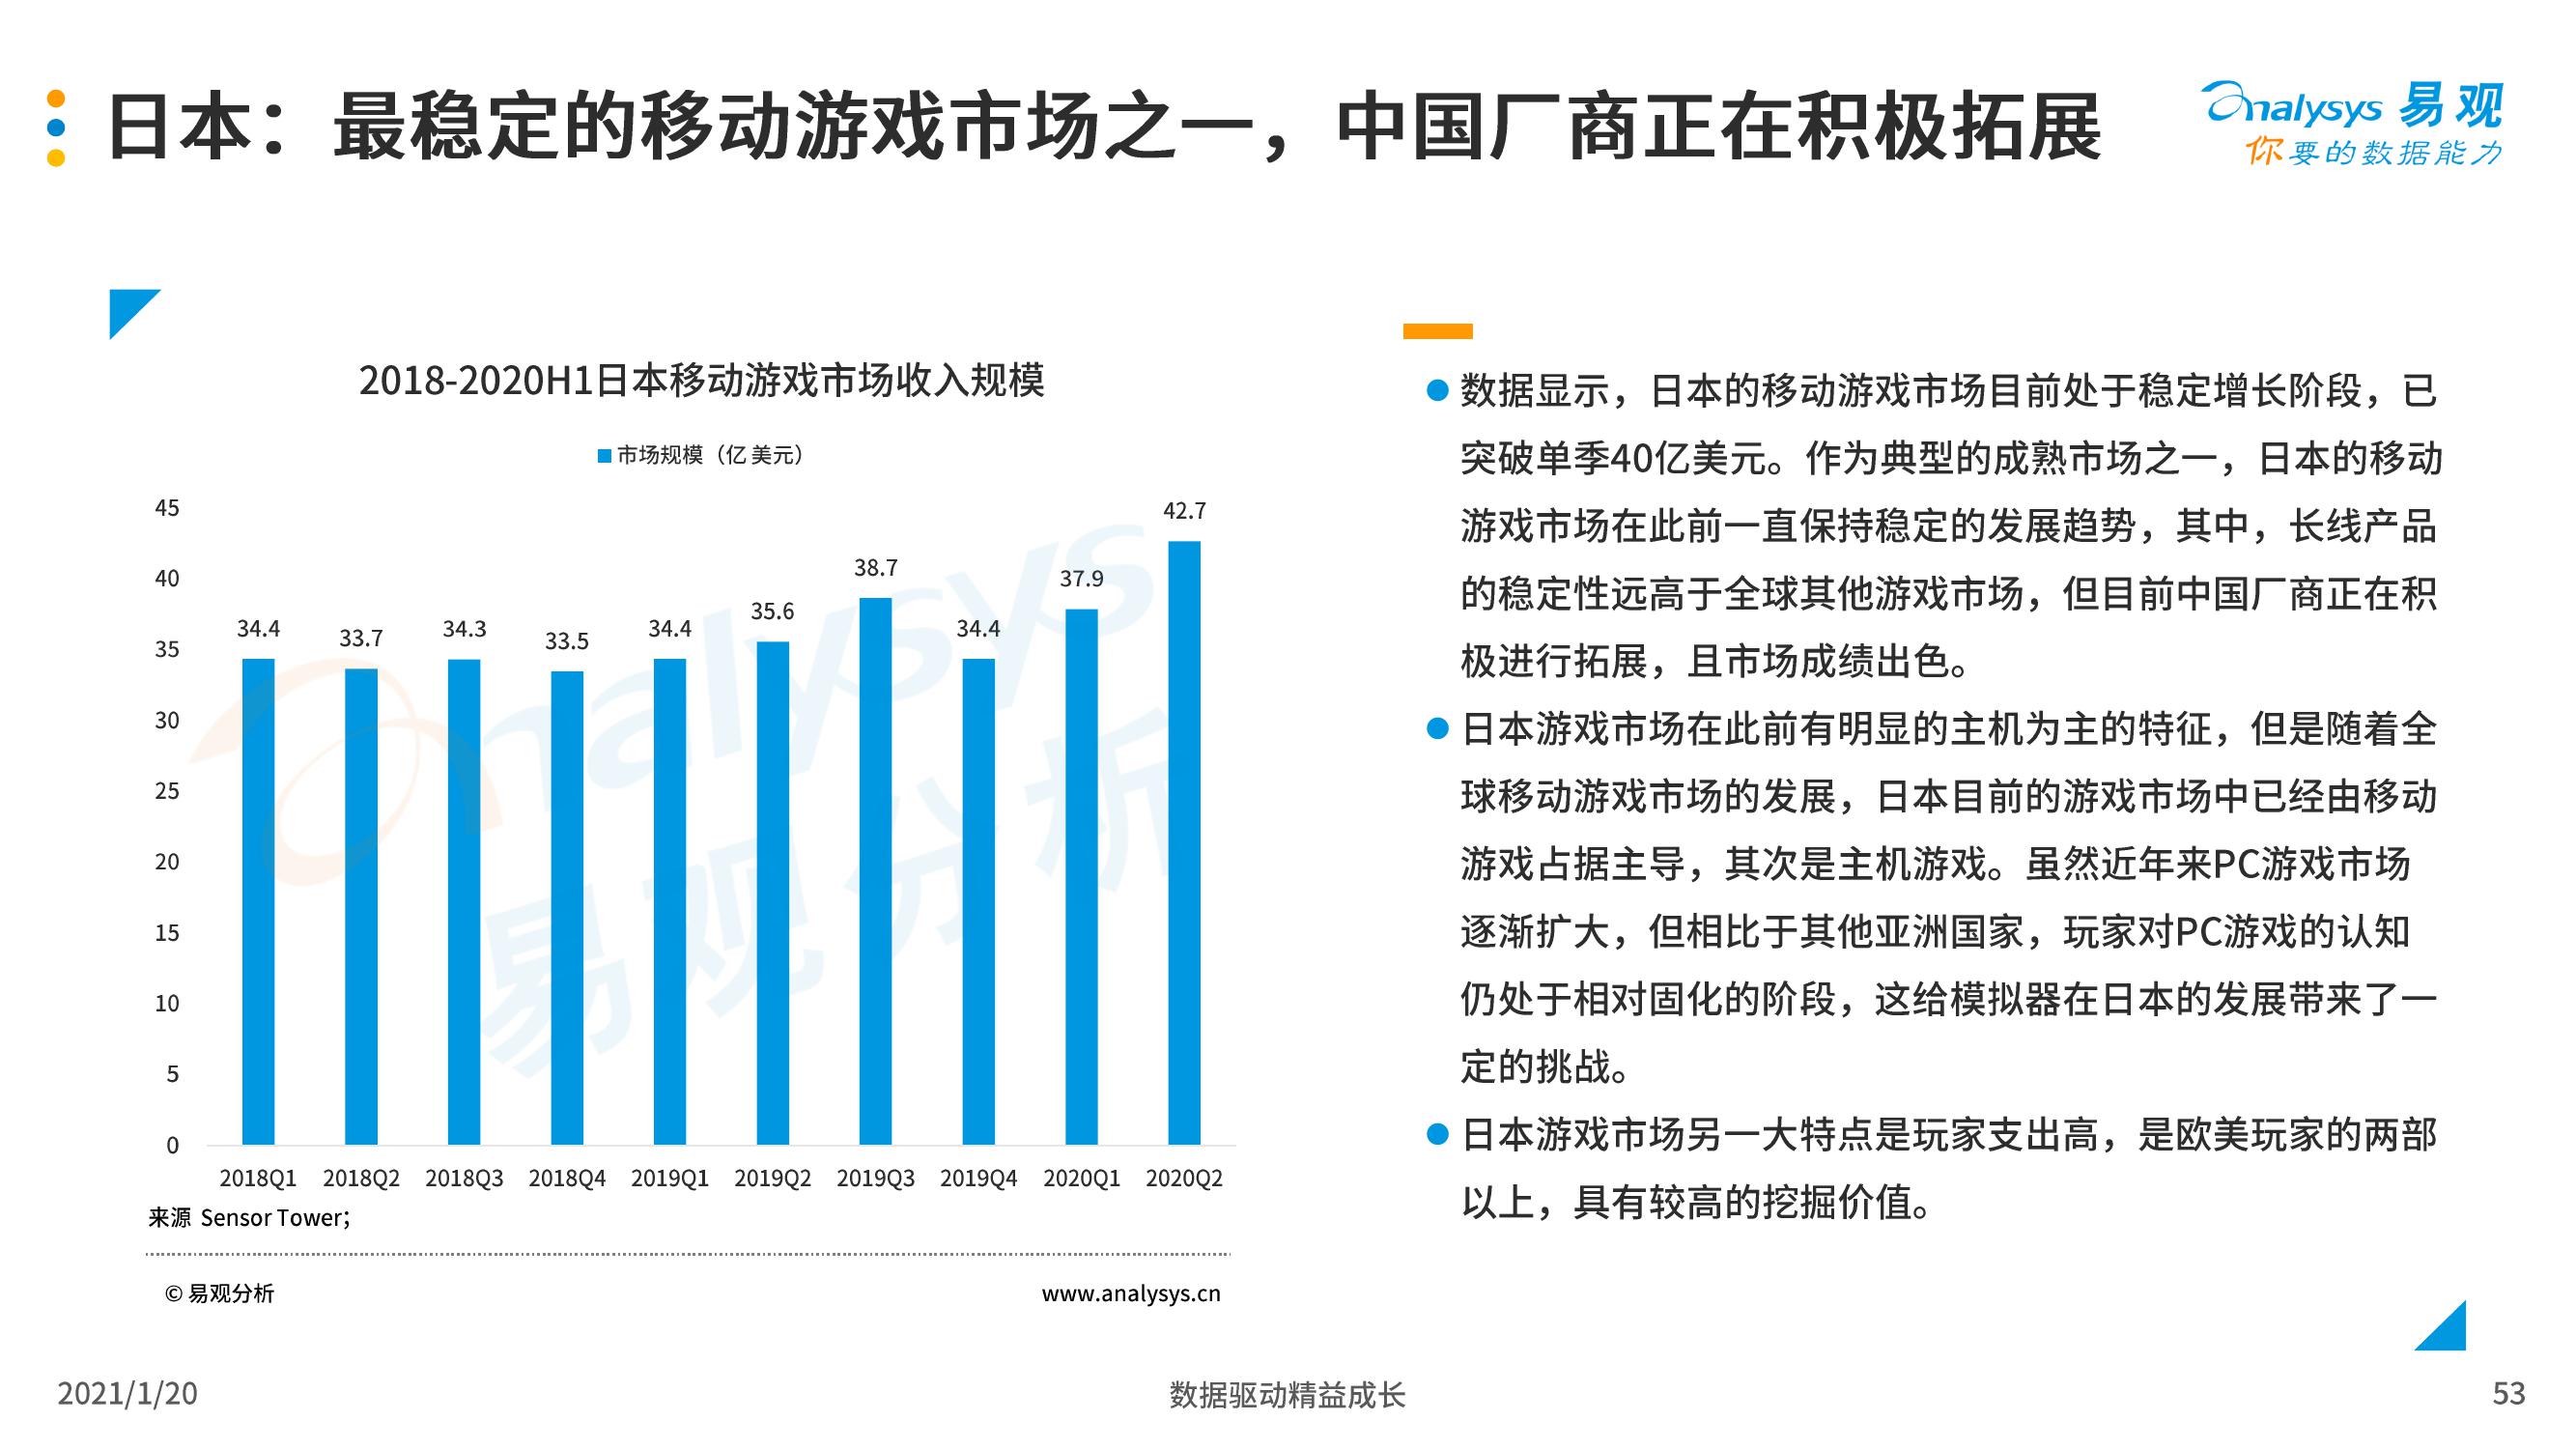 日本：最稳定的移动游戏市场之一，中国厂商正在积极拓展
analysys 易观
你要的数据能力
2018-2020H1日本移动游戏市场收入规模
市场规模（亿 美元）
45
40
35
30
25
20
15
10
5
0
34.4
33.7
34.3
33.5
34.4
35.6
38.7
34.4
37.9
42.7
2018Q1 2018Q2 2018Q3 2018Q4 2019Q1 2019Q2 2019Q3 2019Q4 2020Q1 2020Q2
analysys
易观分析
来源 Sensor Tower；
© 易观分析
www.analysys.cn
数据显示，日本的移动游戏市场目前处于稳定增长阶段，已
突破单季40亿美元。作为典型的成熟市场之一，日本的移动
游戏市场在此前一直保持稳定的发展趋势，其中，长线产品
的稳定性远高于全球其他游戏市场，但目前中国厂商正在积
极进行拓展，且市场成绩出色。
日本游戏市场在此前有明显的主机为主的特征，但是随着全
球移动游戏市场的发展，日本目前的游戏市场中已经由移动
游戏占据主导，其次是主机游戏。虽然近年来PC游戏市场
逐渐扩大，但相比于其他亚洲国家，玩家对PC游戏的认知
仍处于相对固化的阶段，这给模拟器在日本的发展带来了一
定的挑战。
日本游戏市场另一大特点是玩家支出高，是欧美玩家的两部
以上，具有较高的挖掘价值。
2021/1/20
数据驱动精益成长
53